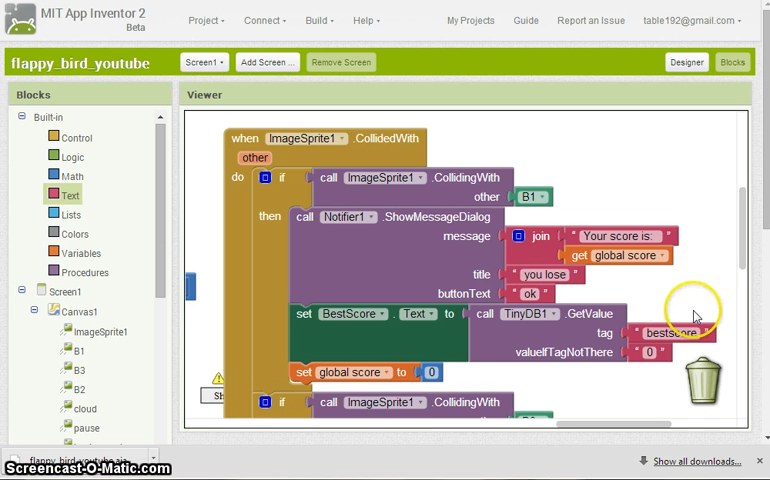 MIT App Inventor 2
Beta
Project Connect Build Help My Projects Guide Report an Issue table192@gmail.com
flappy_bird_youtube Screen1 Add Screen ... Remove Screen Designer Blocks
Blocks Viewer
Built-in
Control
Logic
Math
Text
Lists
Colors
Variables
Procedures
Screen1
Canvas1
ImageSprite1
B1
B3
B2
cloud
pause
when ImageSprite1 .CollidedWith
other
do if call ImageSprite1 .CollidingWith
other B1
then call Notifier1 .ShowMessageDialog
message join " Your score is: "
get global score
title " you lose "
buttonText " ok "
set BestScore . Text to call TinyDB1 .GetValue
tag " bestscore "
valueIfTagNotThere " 0 "
set global score to 0
if call ImageSprite1 .CollidingWith
Show all downloads...
Screencast-O-Matic.com